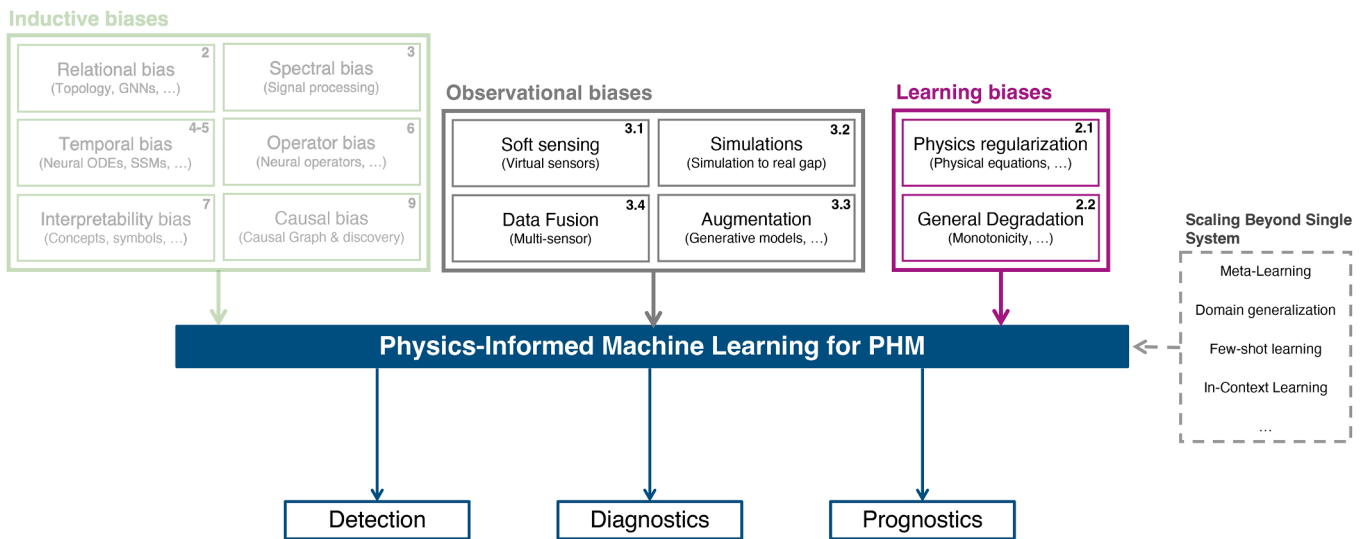 Inductive biases
2
Relational bias
(Topology, GNNs, …)
3
Spectral bias
(Signal processing)
4-5
Temporal bias
(Neural ODEs, SSMs, …)
6
Operator bias
(Neural operators, …)
7
Interpretability bias
(Concepts, symbols, …)
9
Causal bias
(Causal Graph & discovery)
Observational biases
3.1
Soft sensing
(Virtual sensors)
3.2
Simulations
(Simulation to real gap)
3.4
Data Fusion
(Multi-sensor)
3.3
Augmentation
(Generative models, …)
Learning biases
2.1
Physics regularization
(Physical equations, …)
2.2
General Degradation
(Monotonicity, …)
Scaling Beyond Single
System
Meta-Learning
Domain generalization
Few-shot learning
In-Context Learning
…
Physics-Informed Machine Learning for PHM
Detection
Diagnostics
Prognostics